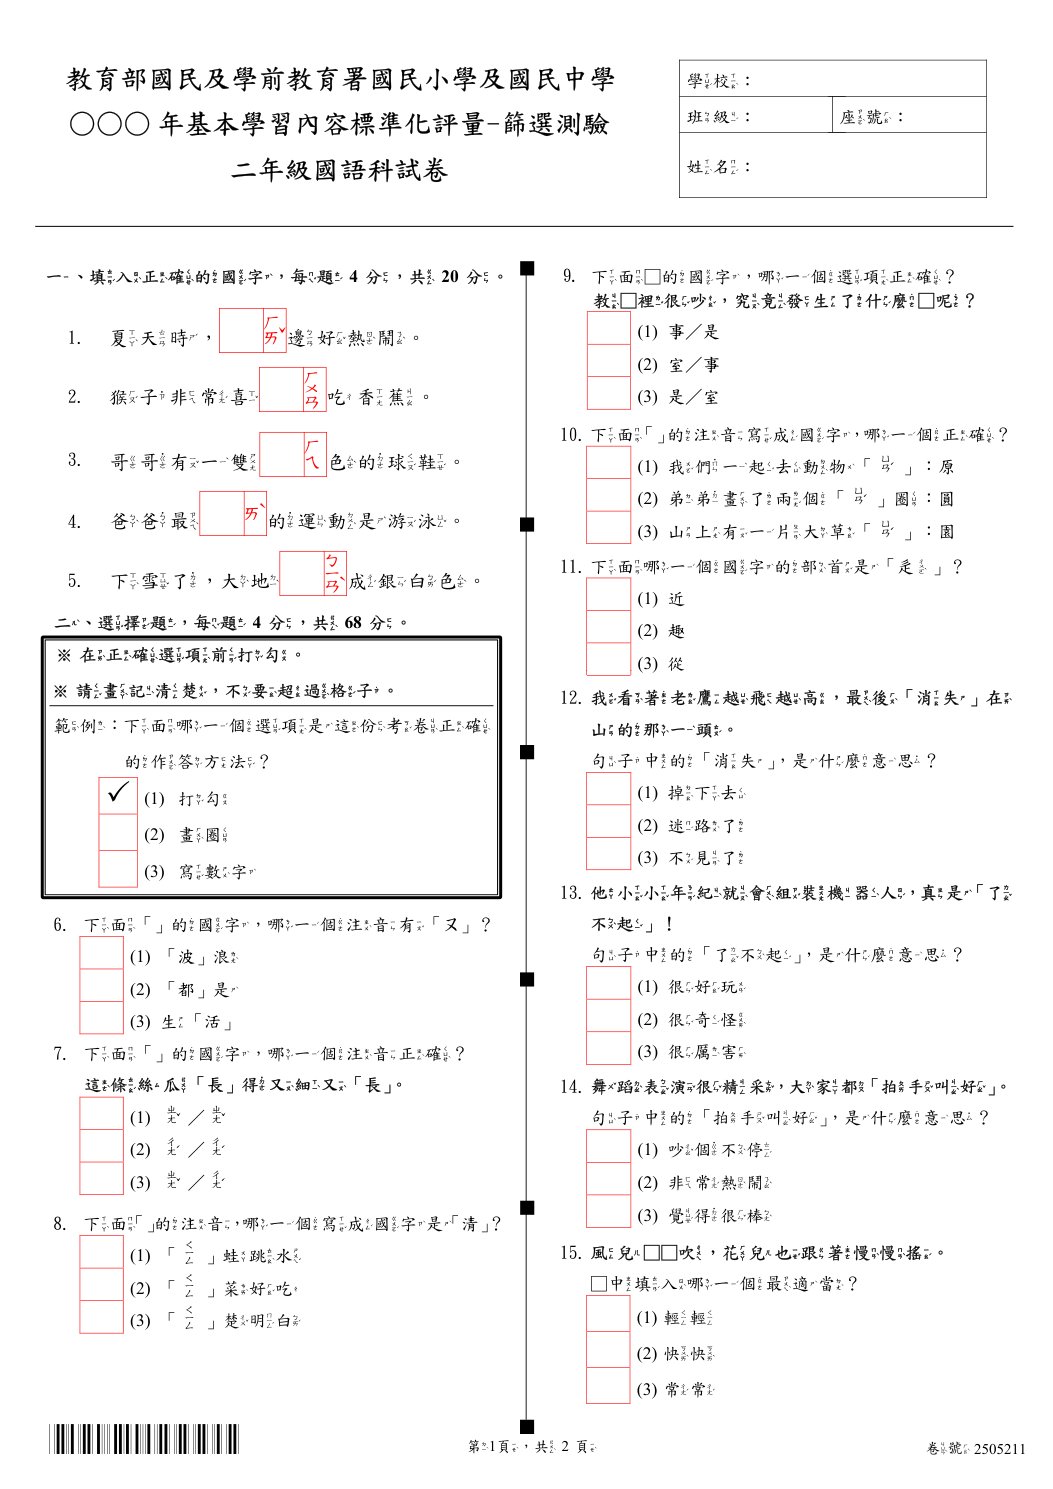 教育部國民及學前教育署國民小學及國民中學
○○○ 年基本學習內容標準化評量-篩選測驗
二年級國語科試卷
學校：
班級：
座號：
姓名：
一、填入正確的國字，每題 4 分，共 20 分。
1. 夏天時，ㄏㄞˇ邊好熱鬧。
2. 猴子非常喜ㄏㄨㄢ吃香蕉。
3. 哥哥有一雙ㄏㄟ色的球鞋。
4. 爸爸最ㄞˋ的運動是游泳。
5. 下雪了，大地ㄅㄧㄢˋ成銀白色。
二、選擇題，每題 4 分，共 68 分。
※ 在正確選項前打勾。
※ 請畫記清楚，不要超過格子。
範例：下面哪一個選項是這份考卷正確
的作答方法？
✓ (1) 打勾
(2) 畫圈
(3) 寫數字
6. 下面「」的國字，哪一個注音有「ㄡ」？
(1) 「波」浪
(2) 「都」是
(3) 生「活」
7. 下面「」的國字，哪一個注音正確？
這條絲瓜「長」得又細又「長」。
(1) ㄓㄤˇ／ㄓㄤˇ
(2) ㄔㄤˊ／ㄔㄤˊ
(3) ㄓㄤˇ／ㄔㄤˊ
8. 下面「」的注音，哪一個寫成國字是「清」？
(1) 「ㄑㄧㄥ」蛙跳水
(2) 「ㄑㄧㄥ」菜好吃
(3) 「ㄑㄧㄥ」楚明白
9. 下面□的國字，哪一個選項正確？
教□裡很吵，究竟發生了什麼□呢？
(1) 事／是
(2) 室／事
(3) 是／室
10. 下面「」的注音寫成國字，哪一個正確？
(1) 我們一起去動物「ㄩㄢˊ」：原
(2) 弟弟畫了兩個「ㄩㄢˊ」圈：圓
(3) 山上有一片大草「ㄩㄢˊ」：園
11. 下面哪一個國字的部首是「辵」？
(1) 近
(2) 趣
(3) 從
12. 我看著老鷹越飛越高，最後「消失」在
山的那一頭。
句子中的「消失」，是什麼意思？
(1) 掉下去
(2) 迷路了
(3) 不見了
13. 他小小年紀就會組裝機器人，真是「了
不起」！
句子中的「了不起」，是什麼意思？
(1) 很好玩
(2) 很奇怪
(3) 很厲害
14. 舞蹈表演很精采，大家都「拍手叫好」。
句子中的「拍手叫好」，是什麼意思？
(1) 吵個不停
(2) 非常熱鬧
(3) 覺得很棒
15. 風兒□□吹，花兒也跟著慢慢搖。
□中填入哪一個最適當？
(1) 輕輕
(2) 快快
(3) 常常
第1頁，共 2 頁
卷號 2505211